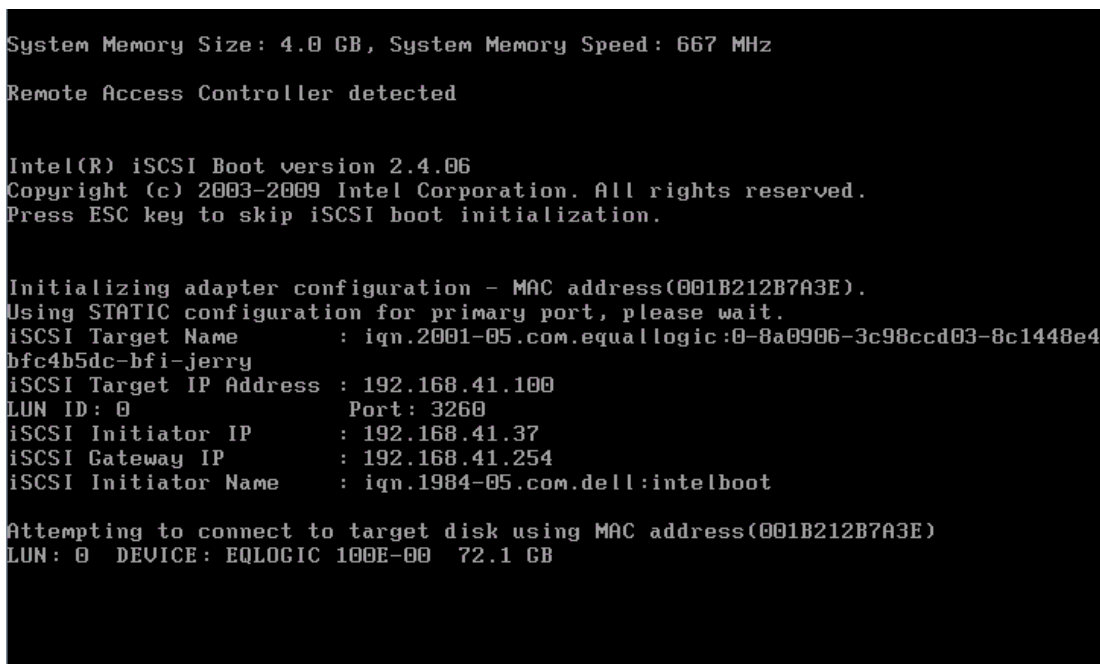 System Memory Size: 4.0 GB, System Memory Speed: 667 MHz
Remote Access Controller detected
Intel(R) iSCSI Boot version 2.4.06
Copyright (c) 2003-2009 Intel Corporation. All rights reserved.
Press ESC key to skip iSCSI boot initialization.
Initializing adapter configuration - MAC address(001B212B7A3E).
Using STATIC configuration for primary port, please wait.
iSCSI Target Name : iqn.2001-05.com.equallogic:0-8a0906-3c98ccd03-8c1448e4
bfc4b5dc-bfi-jerry
iSCSI Target IP Address : 192.168.41.100
LUN ID: 0 Port: 3260
iSCSI Initiator IP : 192.168.41.37
iSCSI Gateway IP : 192.168.41.254
iSCSI Initiator Name : iqn.1984-05.com.dell:intelboot
Attempting to connect to target disk using MAC address(001B212B7A3E)
LUN: 0 DEVICE: EQLOGIC 100E-00 72.1 GB